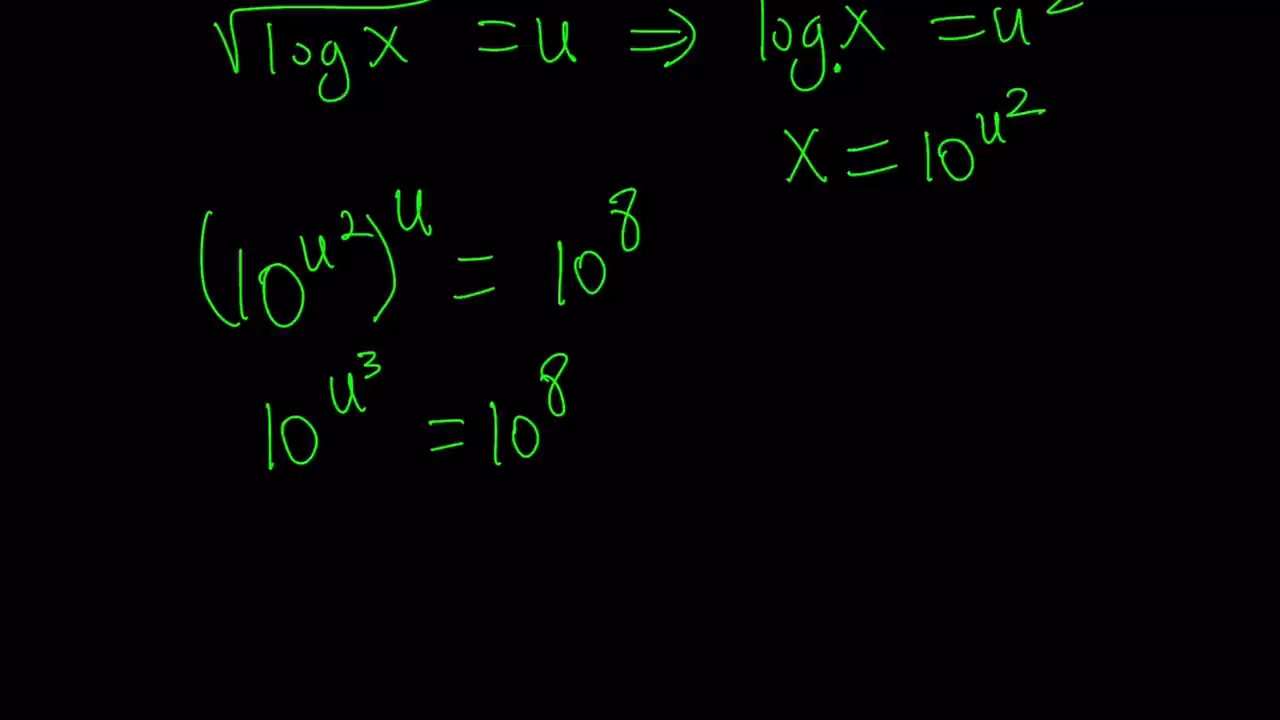 √log x = u ⇒ log x = u²
x = 10^u²
(10^u²)^u = 10^8
10^u³ = 10^8